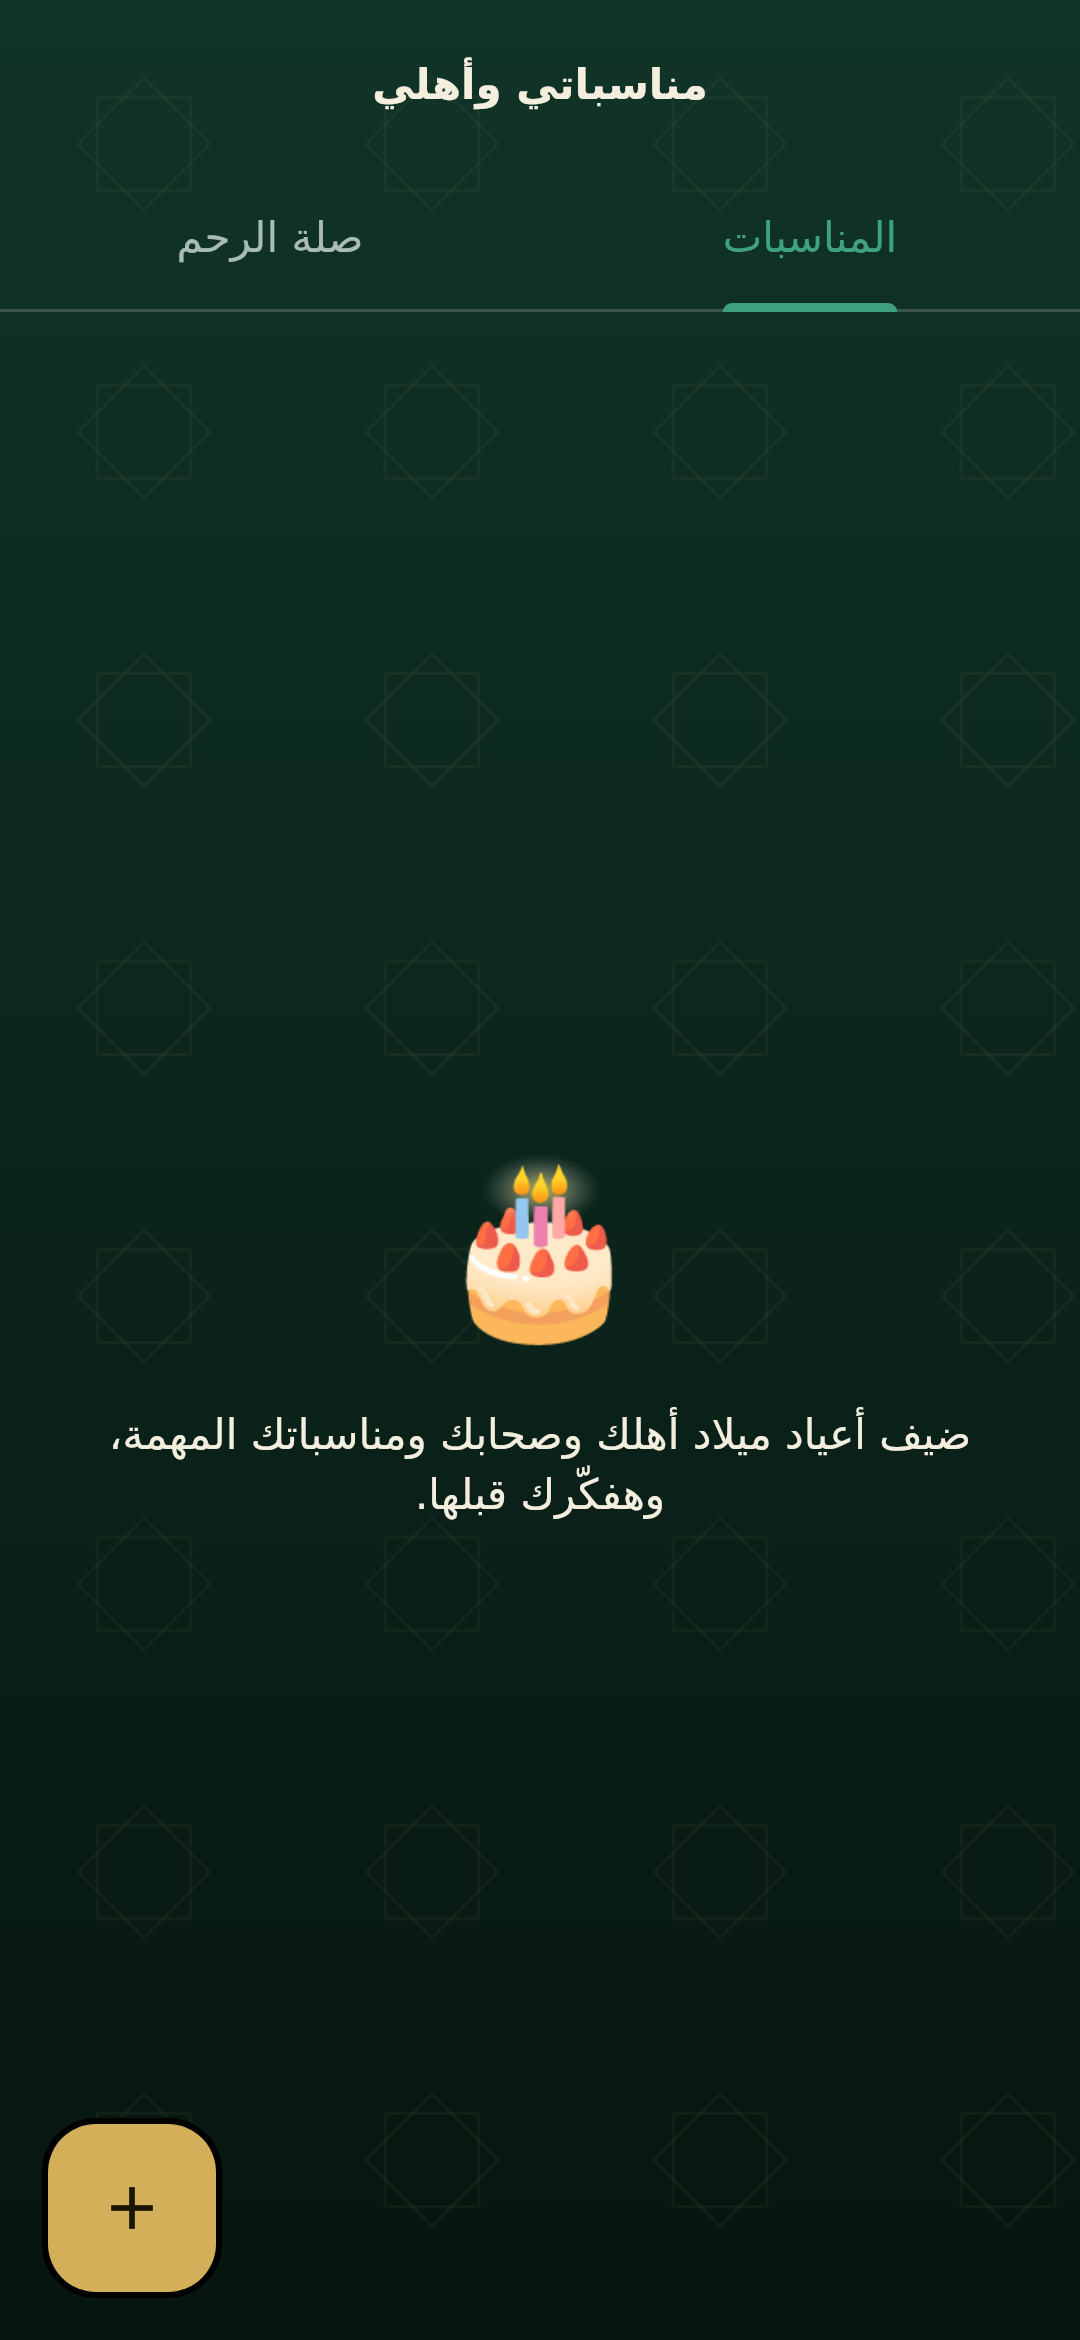 مناسباتي وأهلي
المناسبات
صلة الرحم
ضيف أعياد ميلاد أهلك وصحابك ومناسباتك المهمة،
وهفكّرك قبلها.
+